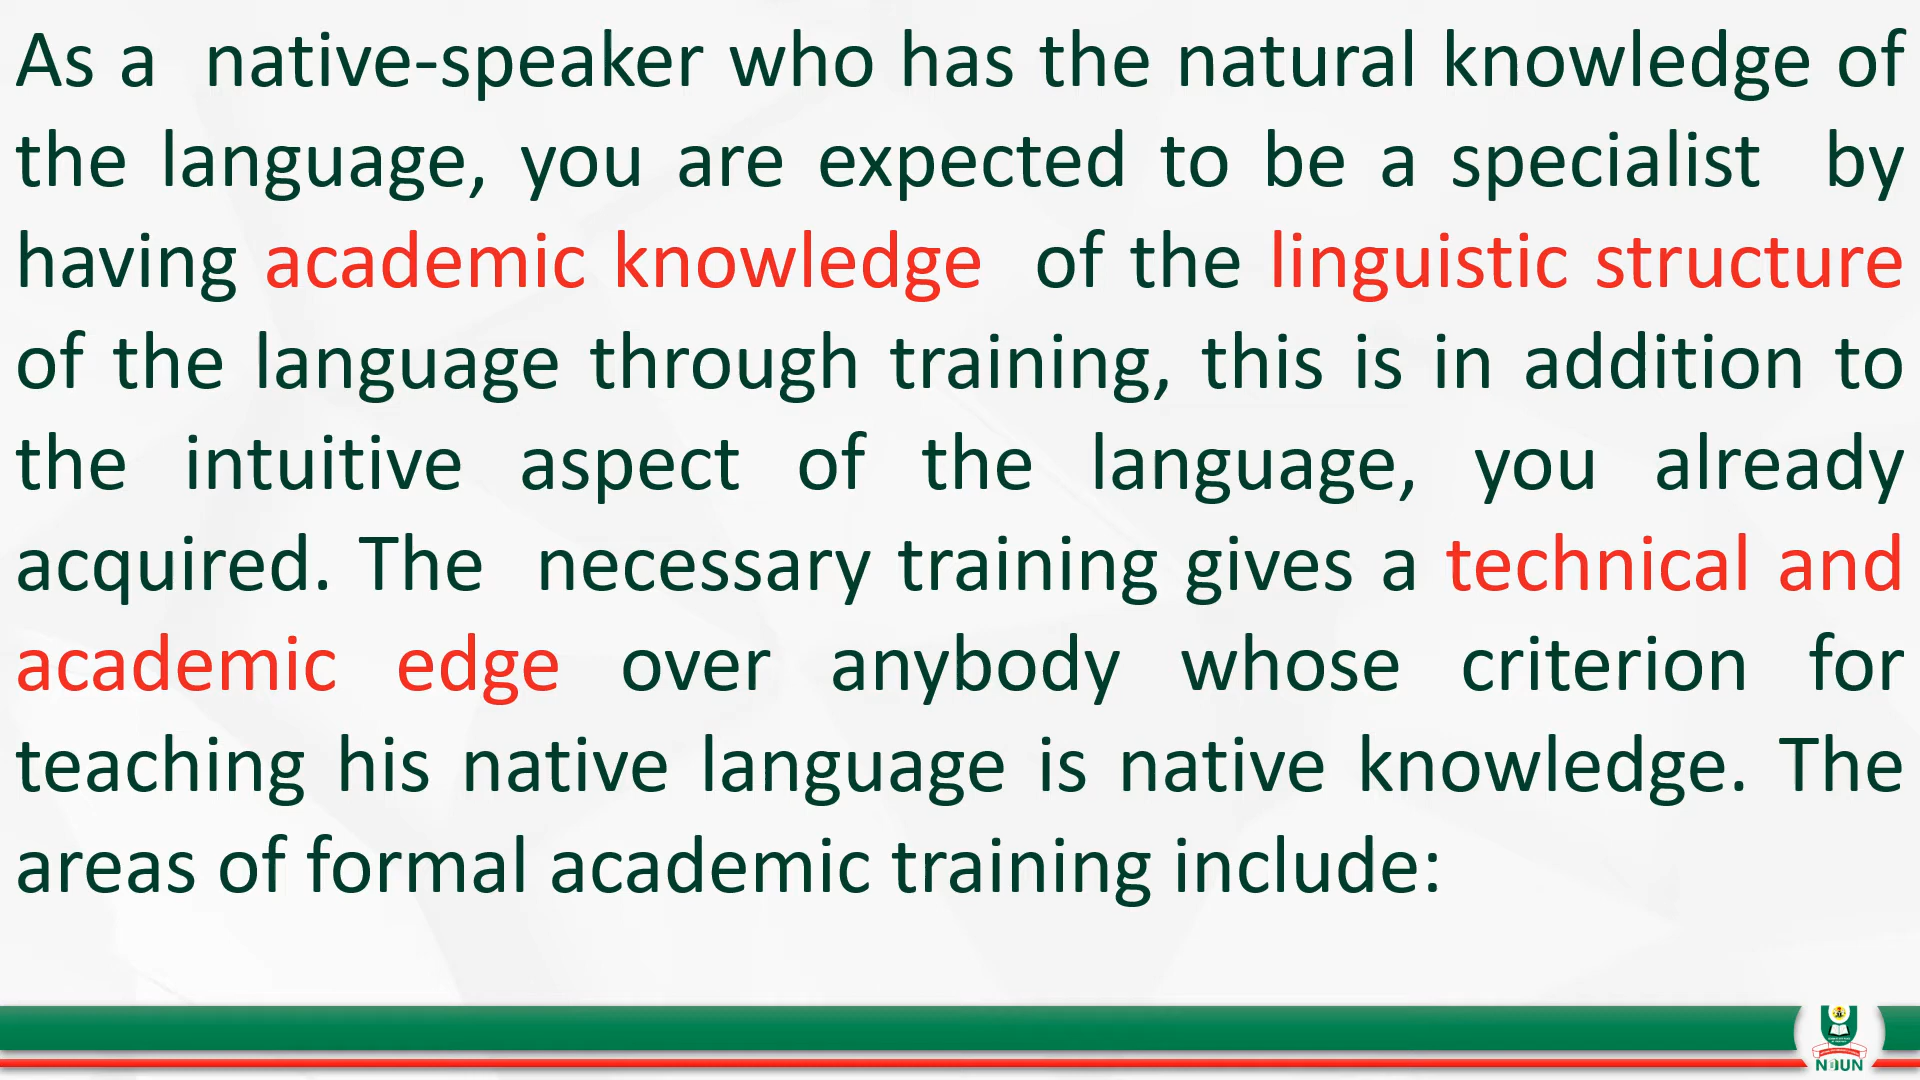 As a native-speaker who has the natural knowledge of
the language, you are expected to be a specialist by
having academic knowledge of the linguistic structure
of the language through training, this is in addition to
the intuitive aspect of the language, you already
acquired. The necessary training gives a technical and
academic edge over anybody whose criterion for
teaching his native language is native knowledge. The
areas of formal academic training include:
NOUN